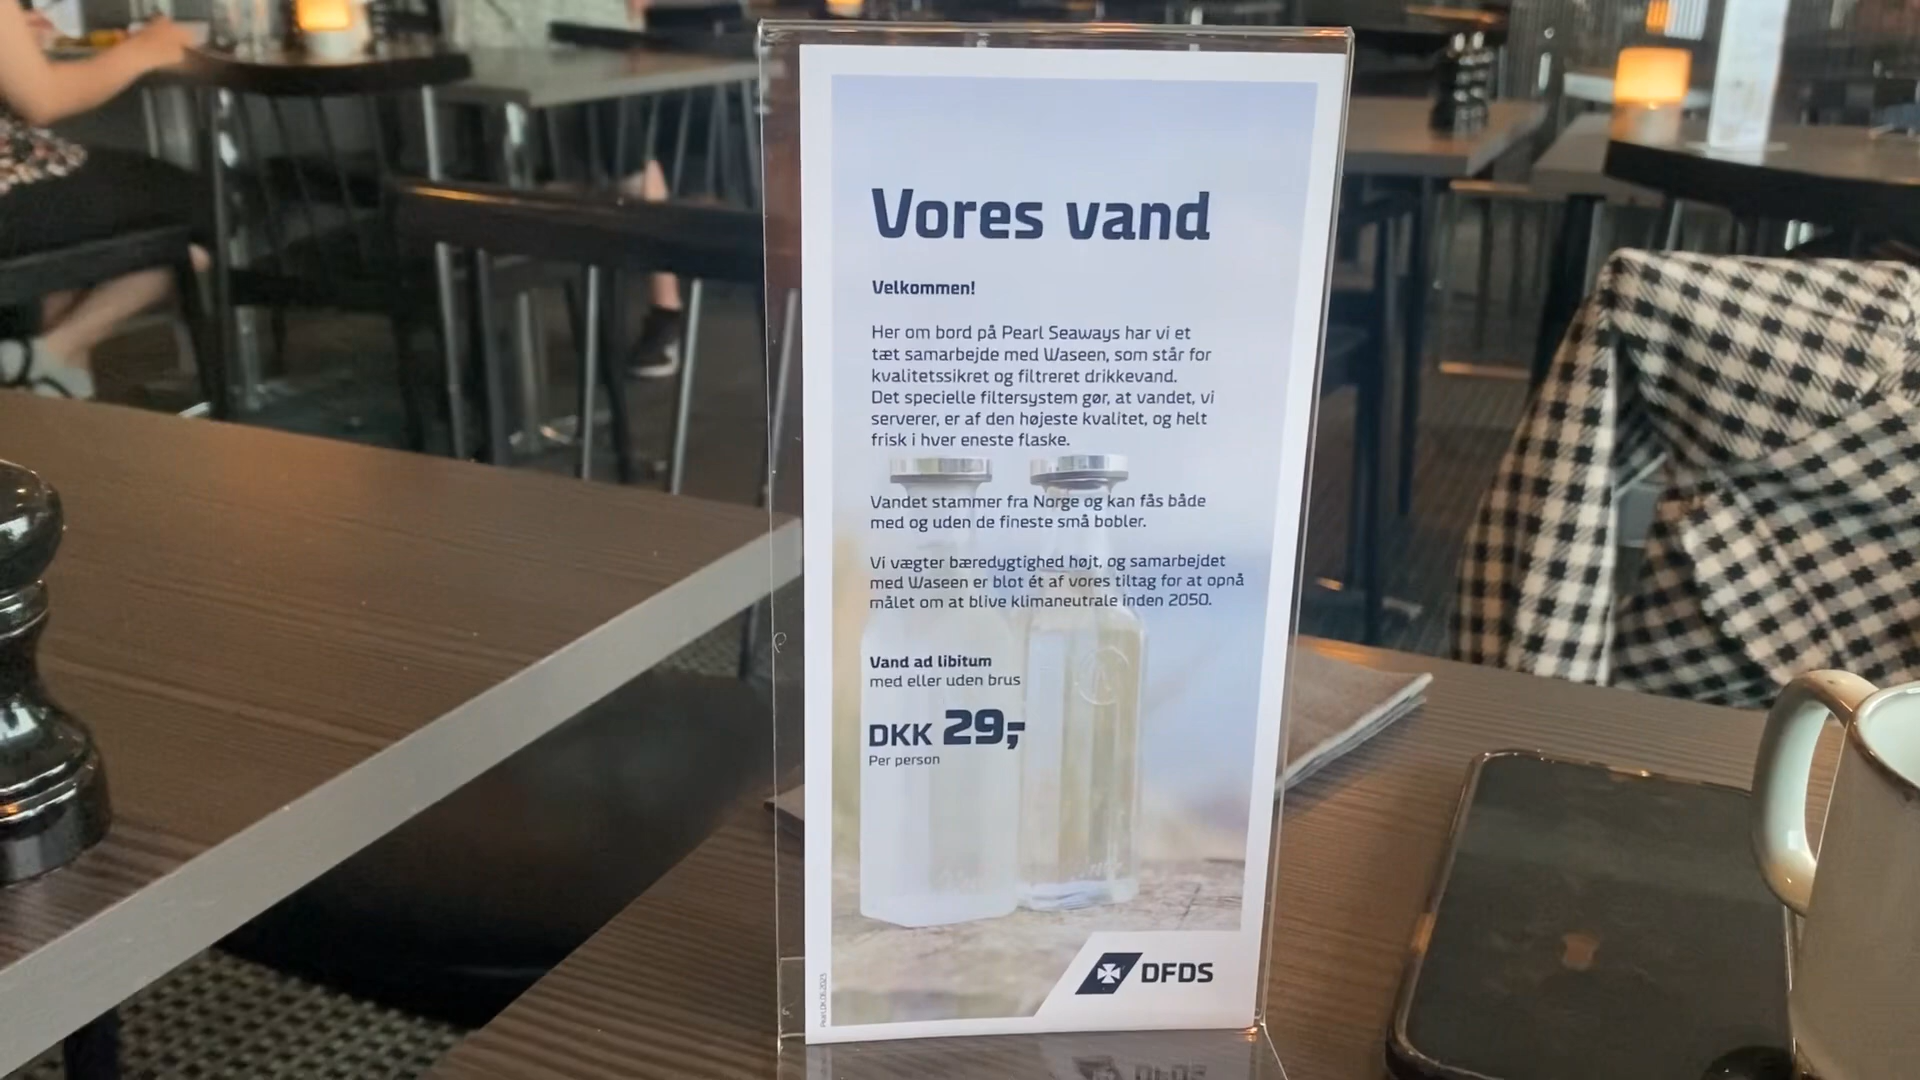 Vores vand
Velkommen!
Her om bord på Pearl Seaways har vi et
tæt samarbejde med Waseen, som står for
kvalitetssikret og filtreret drikkevand.
Det specielle filtersystem gør, at vandet, vi
serverer, er af den højeste kvalitet, og helt
frisk i hver eneste flaske.
Vandet stammer fra Norge og kan fås både
med og uden de fineste små bobler.
Vi vægter bæredygtighed højt, og samarbejdet
med Waseen er blot ét af vores tiltag for at opnå
målet om at blive klimaneutrale inden 2050.
Vand ad libitum
med eller uden brus
DKK 29,-
Per person
DFDS